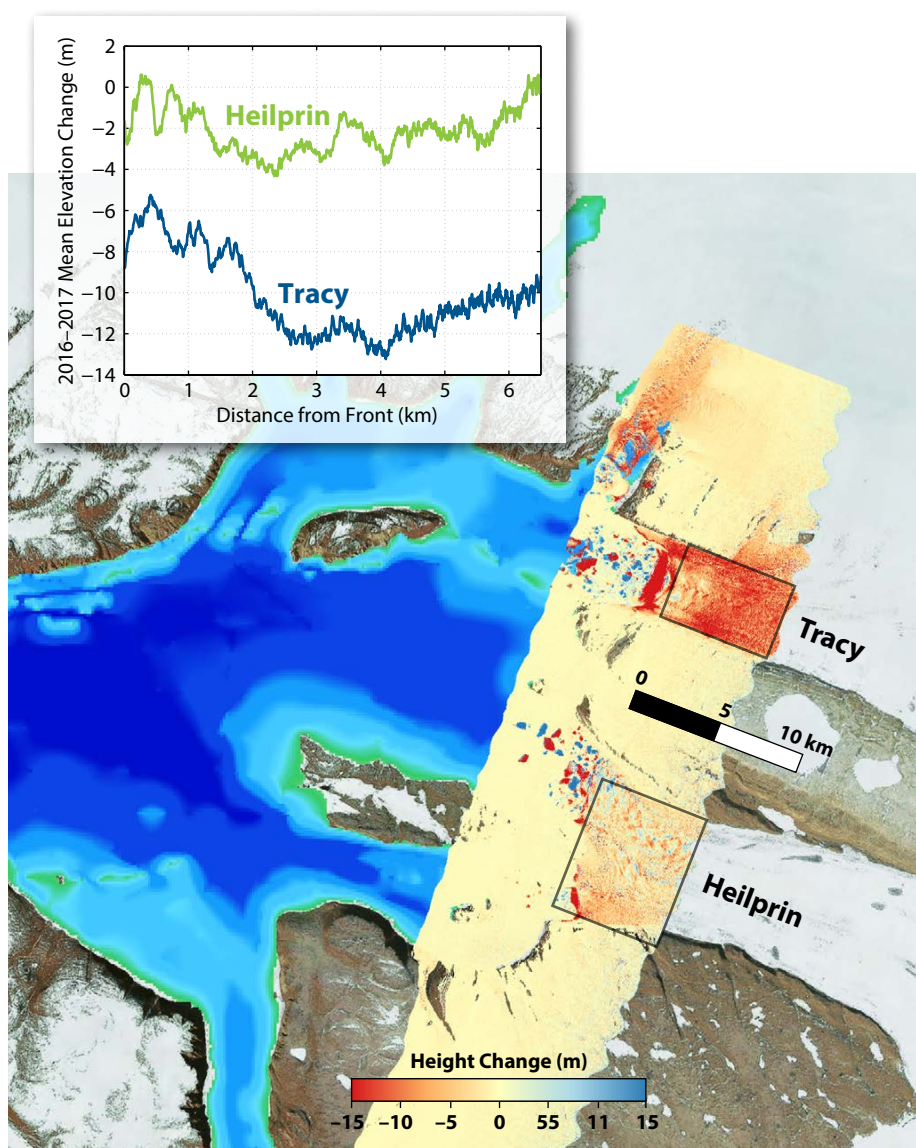 2016–2017 Mean Elevation Change (m)
2
0
−2
−4
−6
−8
−10
−12
−14
Heilprin
Tracy
0 1 2 3 4 5 6
Distance from Front (km)
Tracy
0
5
10 km
Heilprin
Height Change (m)
−15 −10 −5 0 55 11 15